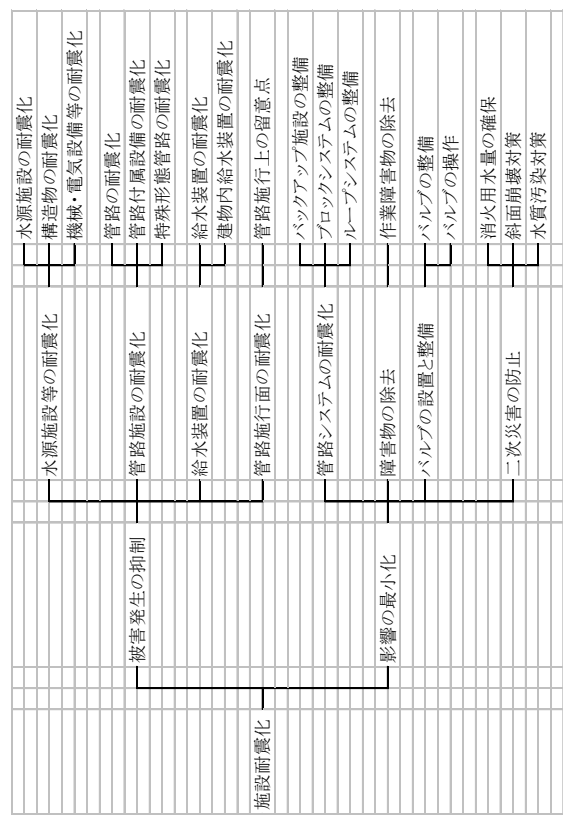 施設耐震化
被害発生の抑制
水源施設等の耐震化
水源施設の耐震化
構造物の耐震化
機械・電気設備等の耐震化
管路施設の耐震化
管路の耐震化
管路付属設備の耐震化
特殊形態管路の耐震化
給水装置の耐震化
給水装置の耐震化
建物内給水装置の耐震化
管路施行面の耐震化
管路施行上の留意点
影響の最小化
管路システムの耐震化
バックアップ施設の整備
ブロックシステムの整備
ループシステムの整備
障害物の除去
作業障害物の除去
バルブの設置と整備
バルブの整備
バルブの操作
二次災害の防止
消火用水量の確保
斜面崩壊対策
水質汚染対策